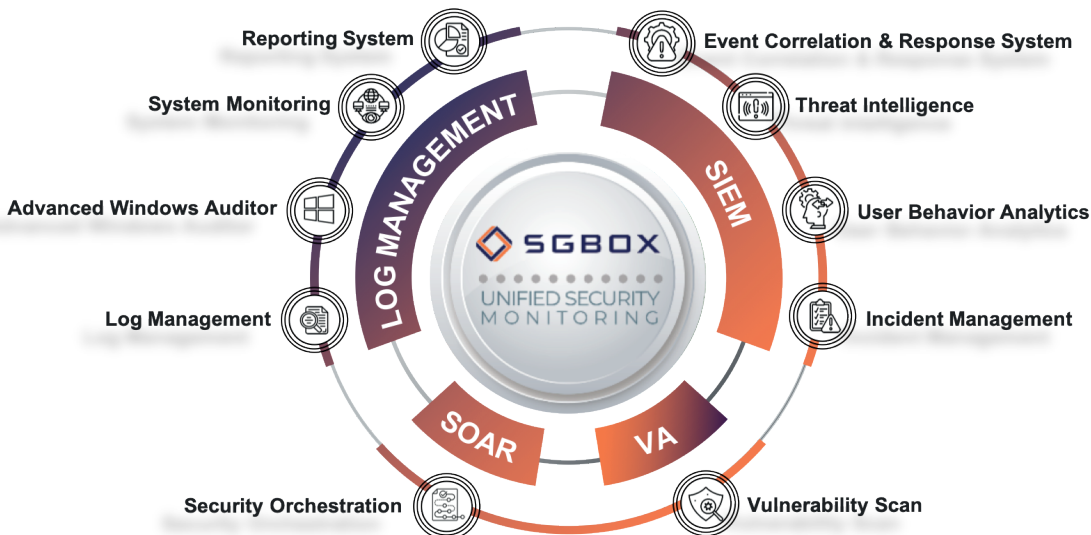 Reporting System
Event Correlation & Response System
System Monitoring
Threat Intelligence
LOG MANAGEMENT
SIEM
Advanced Windows Auditor
User Behavior Analytics
SGBOX
UNIFIED SECURITY
MONITORING
Log Management
Incident Management
SOAR
VA
Security Orchestration
Vulnerability Scan